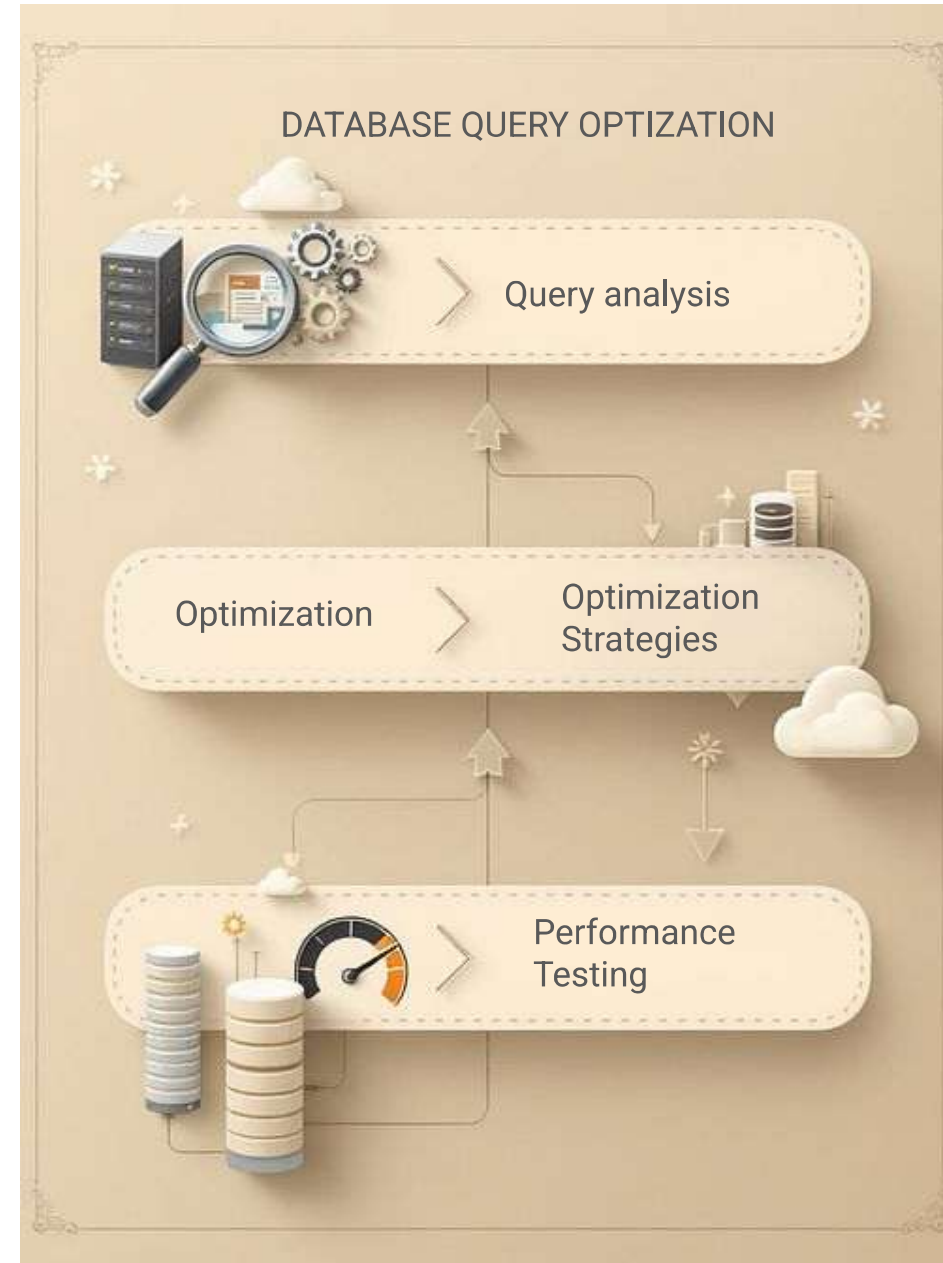 DATABASE QUERY OPTIZATION
Query analysis
Optimization
Optimization
Strategies
Performance
Testing